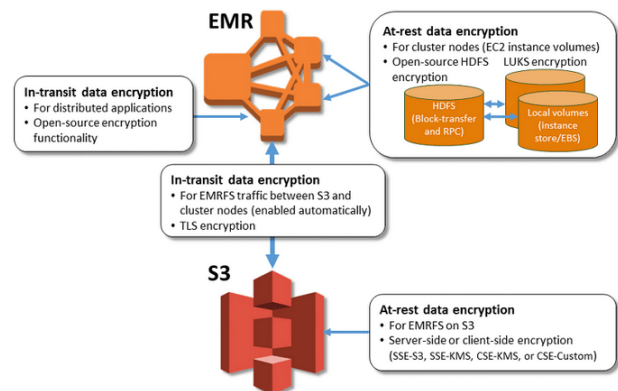 EMR
At-rest data encryption
• For cluster nodes (EC2 instance volumes)
• Open-source HDFS
encryption
LUKS encryption
HDFS
(Block-transfer
and RPC)
Local volumes
(instance
store/EBS)
In-transit data encryption
• For distributed applications
• Open-source encryption
functionality
In-transit data encryption
• For EMRFS traffic between S3 and
cluster nodes (enabled automatically)
• TLS encryption
S3
At-rest data encryption
• For EMRFS on S3
• Server-side or client-side encryption
(SSE-S3, SSE-KMS, CSE-KMS, or CSE-Custom)